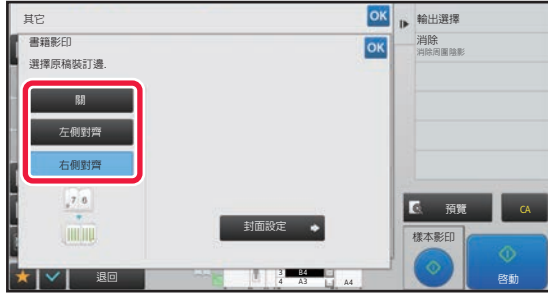 其它
OK
輸出選擇
書籍影印
OK
消除
消除周圍陰影
選擇原稿裝訂邊.
關
左側對齊
右側對齊
7 6
封面設定
預覽
CA
樣本影印
退回
3 B4
4 A3
A4
啓動